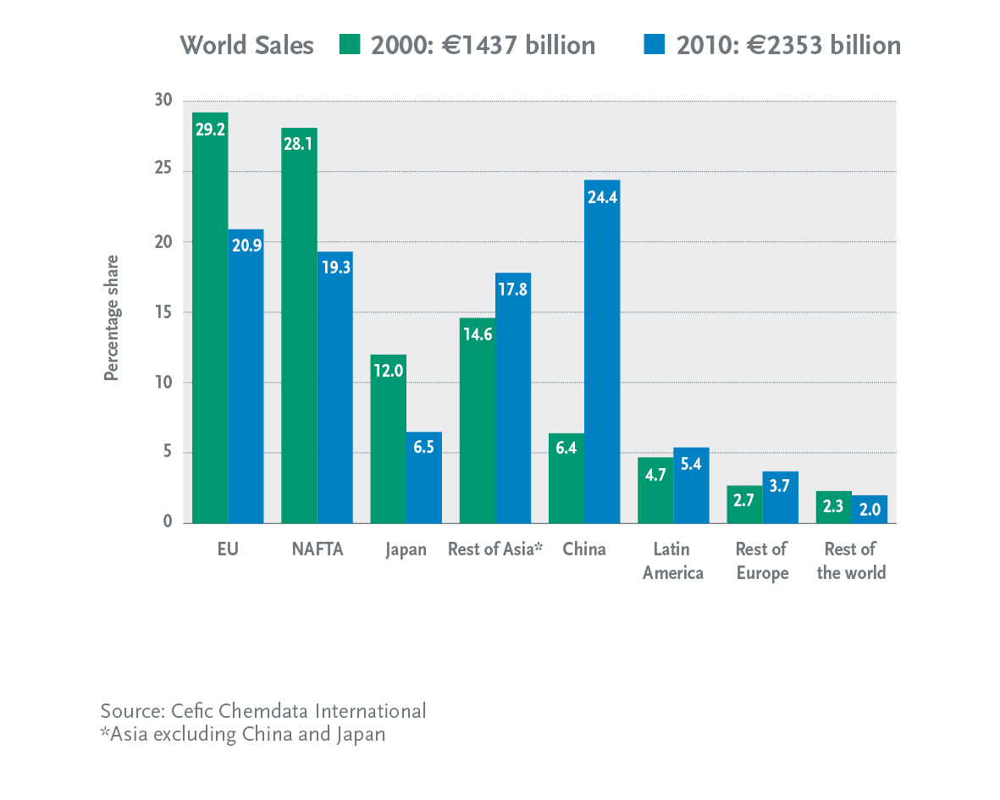 World Sales 2000: €1437 billion 2010: €2353 billion
Percentage share
30
25
20
15
10
5
0
29.2
20.9
28.1
19.3
12.0
6.5
14.6
17.8
6.4
24.4
4.7
5.4
2.7
3.7
2.3
2.0
EU
NAFTA
Japan
Rest of Asia*
China
Latin
America
Rest of
Europe
Rest of
the world
Source: Cefic Chemdata International
*Asia excluding China and Japan